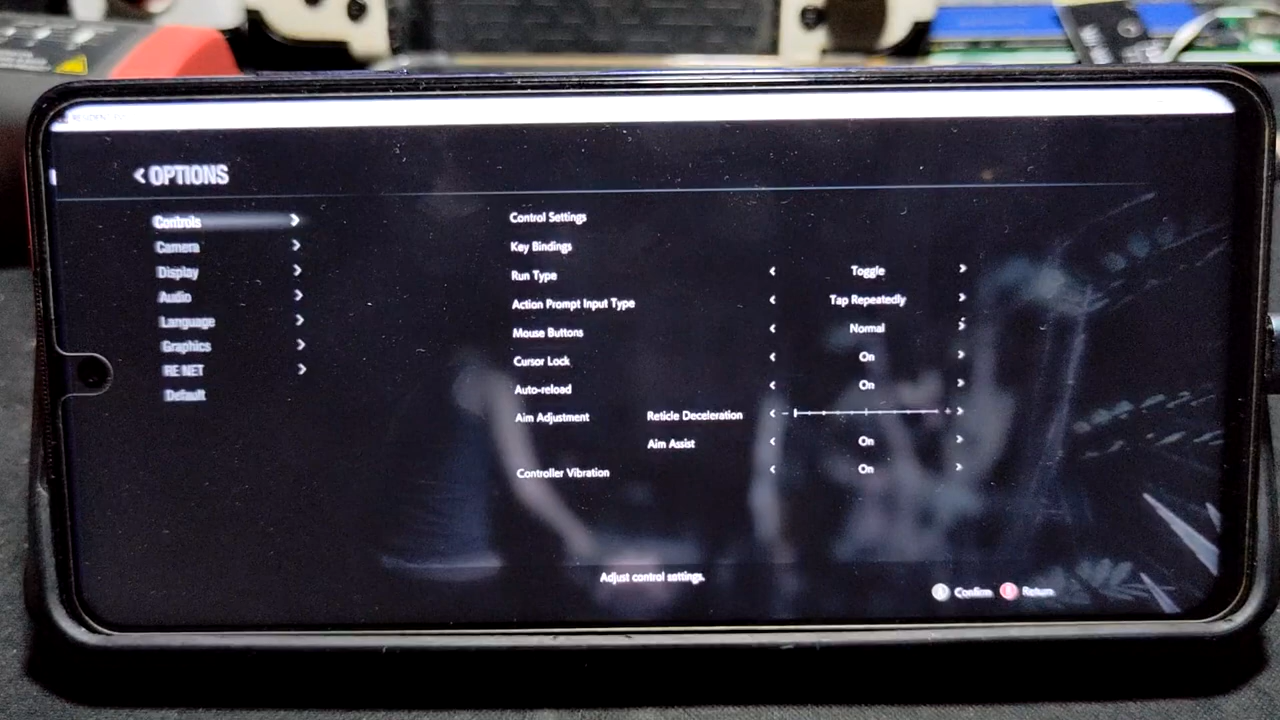 < OPTIONS
Controls >
Camera >
Display >
Audio >
Language >
Graphics >
RE NET >
Default
Control Settings
Key Bindings
Run Type < Toggle >
Action Prompt Input Type < Tap Repeatedly >
Mouse Buttons < Normal >
Cursor Lock < On >
Auto-reload < On >
Aim Adjustment Reticle Deceleration < - + >
Aim Assist < On >
Controller Vibration < On >
Adjust control settings.
Confirm Return